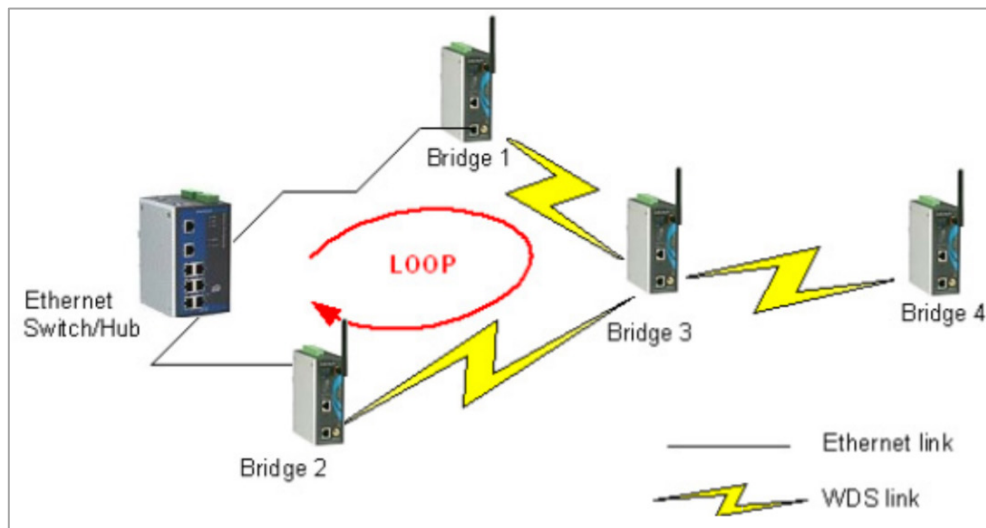 Bridge 1
LOOP
Ethernet
Switch/Hub
Bridge 3
Bridge 4
Bridge 2
Ethernet link
WDS link